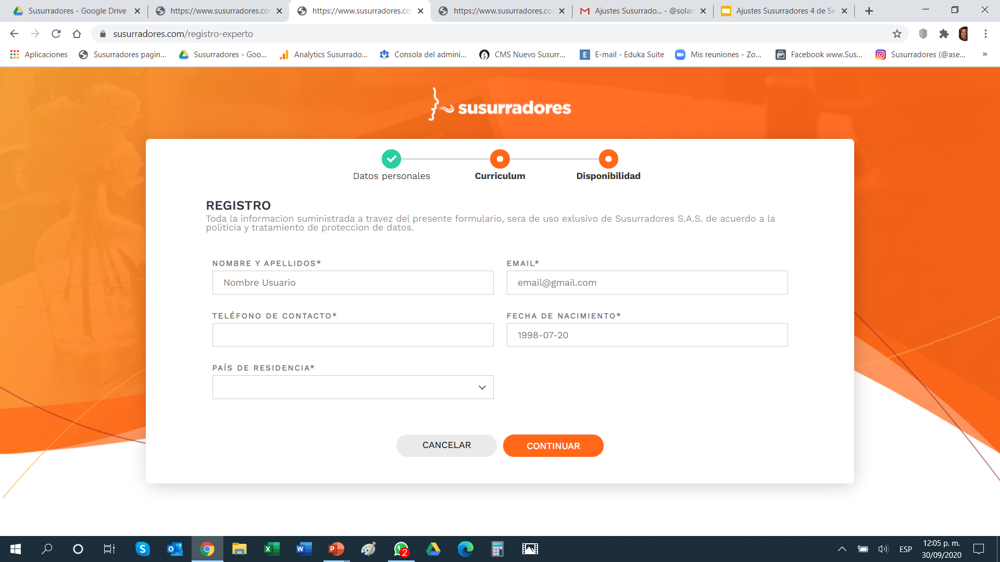 Susurradores - Google Drive
https://www.susurradores.co
https://www.susurradores.co
https://www.susurradores.co
Ajustes Susurrado... - @solan
Ajustes Susurradores 4 de Se
susurradores.com/registro-experto
Aplicaciones
Susurradores pagin...
Susurradores - Goo...
Analytics Susurrado...
Consola del admini...
CMS Nuevo Susurr...
E-mail - Eduka Suite
Mis reuniones - Zo...
Facebook www.Sus...
Susurradores (@ase...
»
susurradores
Datos personales
Curriculum
Disponibilidad
REGISTRO
Toda la informacion suministrada a travez del presente formulario, sera de uso exlusivo de Susurradores S.A.S. de acuerdo a la
politicia y tratamiento de proteccion de datos.
NOMBRE Y APELLIDOS*
EMAIL*
Nombre Usuario
email@gmail.com
TELÉFONO DE CONTACTO*
FECHA DE NACIMIENTO*
1998-07-20
PAÍS DE RESIDENCIA*
CANCELAR
CONTINUAR
2
ESP
12:05 p. m.
30/09/2020